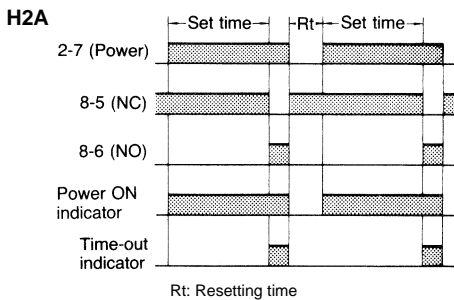 H2A
Set time Rt Set time
2-7 (Power)
8-5 (NC)
8-6 (NO)
Power ON
indicator
Time-out
indicator
Rt: Resetting time